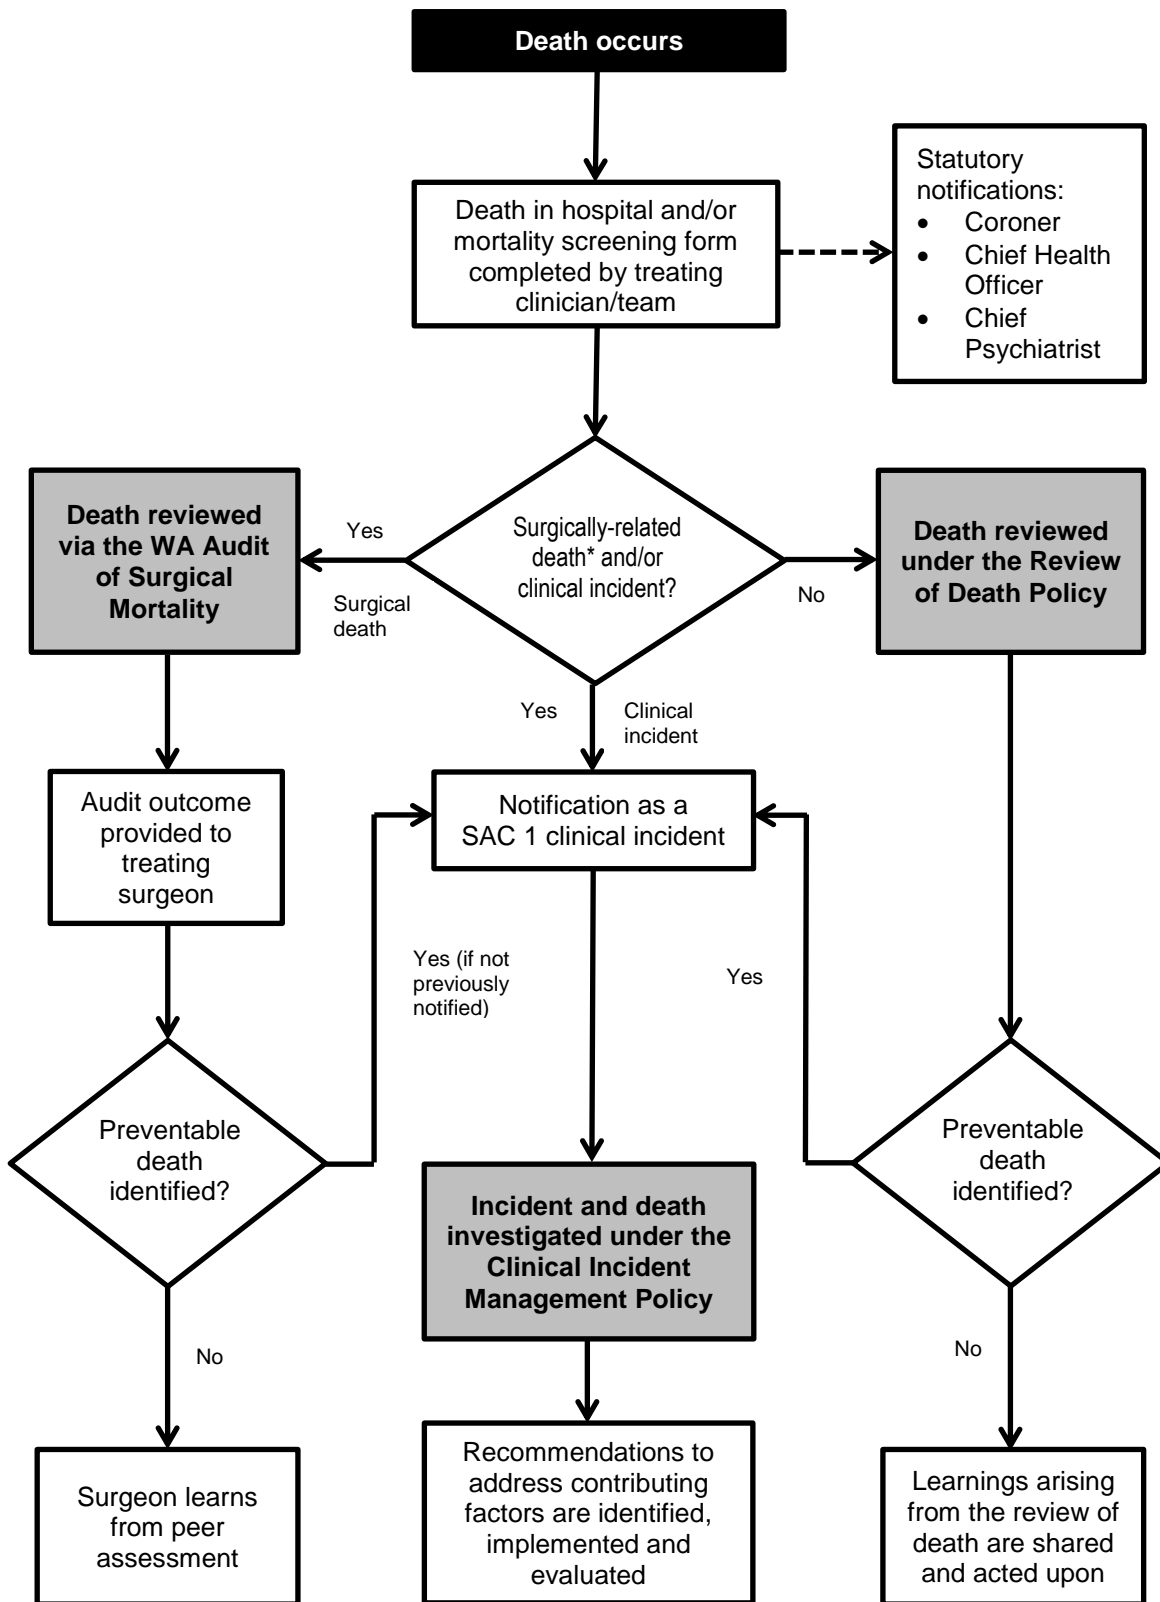 Death occurs
Death in hospital and/or
mortality screening form
completed by treating
clinician/team
Statutory
notifications:
• Coroner
• Chief Health
Officer
• Chief
Psychiatrist
Death reviewed
via the WA Audit
of Surgical
Mortality
Yes
Surgical
death
Surgically-related
death* and/or
clinical incident?
No
Death reviewed
under the Review
of Death Policy
Yes
Clinical
incident
Audit outcome
provided to
treating
surgeon
Notification as a
SAC 1 clinical incident
Yes (if not
previously
notified)
Yes
Preventable
death
identified?
Incident and death
investigated under the
Clinical Incident
Management Policy
Preventable
death
identified?
No
No
Surgeon learns
from peer
assessment
Recommendations to
address contributing
factors are identified,
implemented and
evaluated
Learnings arising
from the review of
death are shared
and acted upon